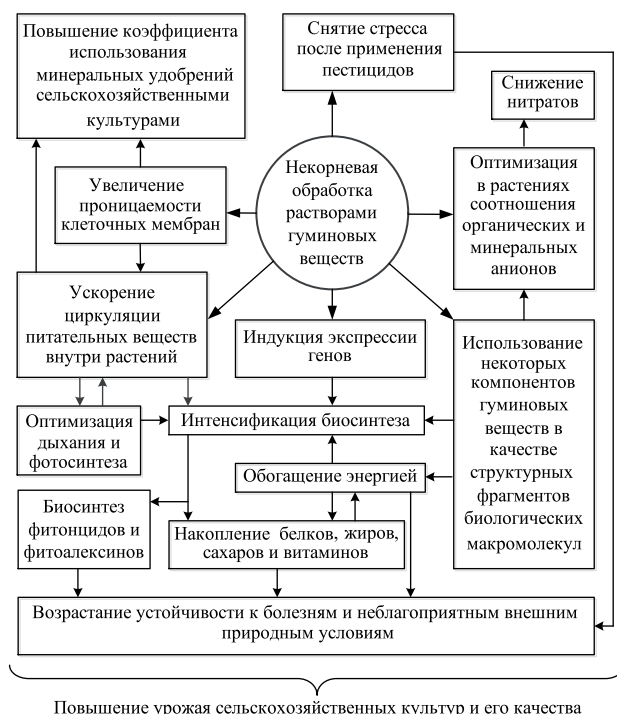 Повышение коэффициента
использования
минеральных удобрений
сельскохозяйственными
культурами
Снятие стресса
после применения
пестицидов
Снижение
нитратов
Увеличение
проницаемости
клеточных мембран
Некорневая
обработка
растворами
гуминовых
веществ
Оптимизация
в растениях
соотношения
органических и
минеральных
анионов
Ускорение
циркуляции
питательных веществ
внутри растений
Индукция экспрессии
генов
Использование
некоторых
компонентов
гуминовых
веществ в
качестве
структурных
фрагментов
биологических
макромолекул
Оптимизация
дыхания и
фотосинтеза
Интенсификация биосинтеза
Обогащение энергией
Биосинтез
фитонцидов и
фитоалексинов
Накопление белков, жиров,
сахаров и витаминов
Возрастание устойчивости к болезням и неблагоприятным внешним
природным условиям
Повышение урожая сельскохозяйственных культур и его качества